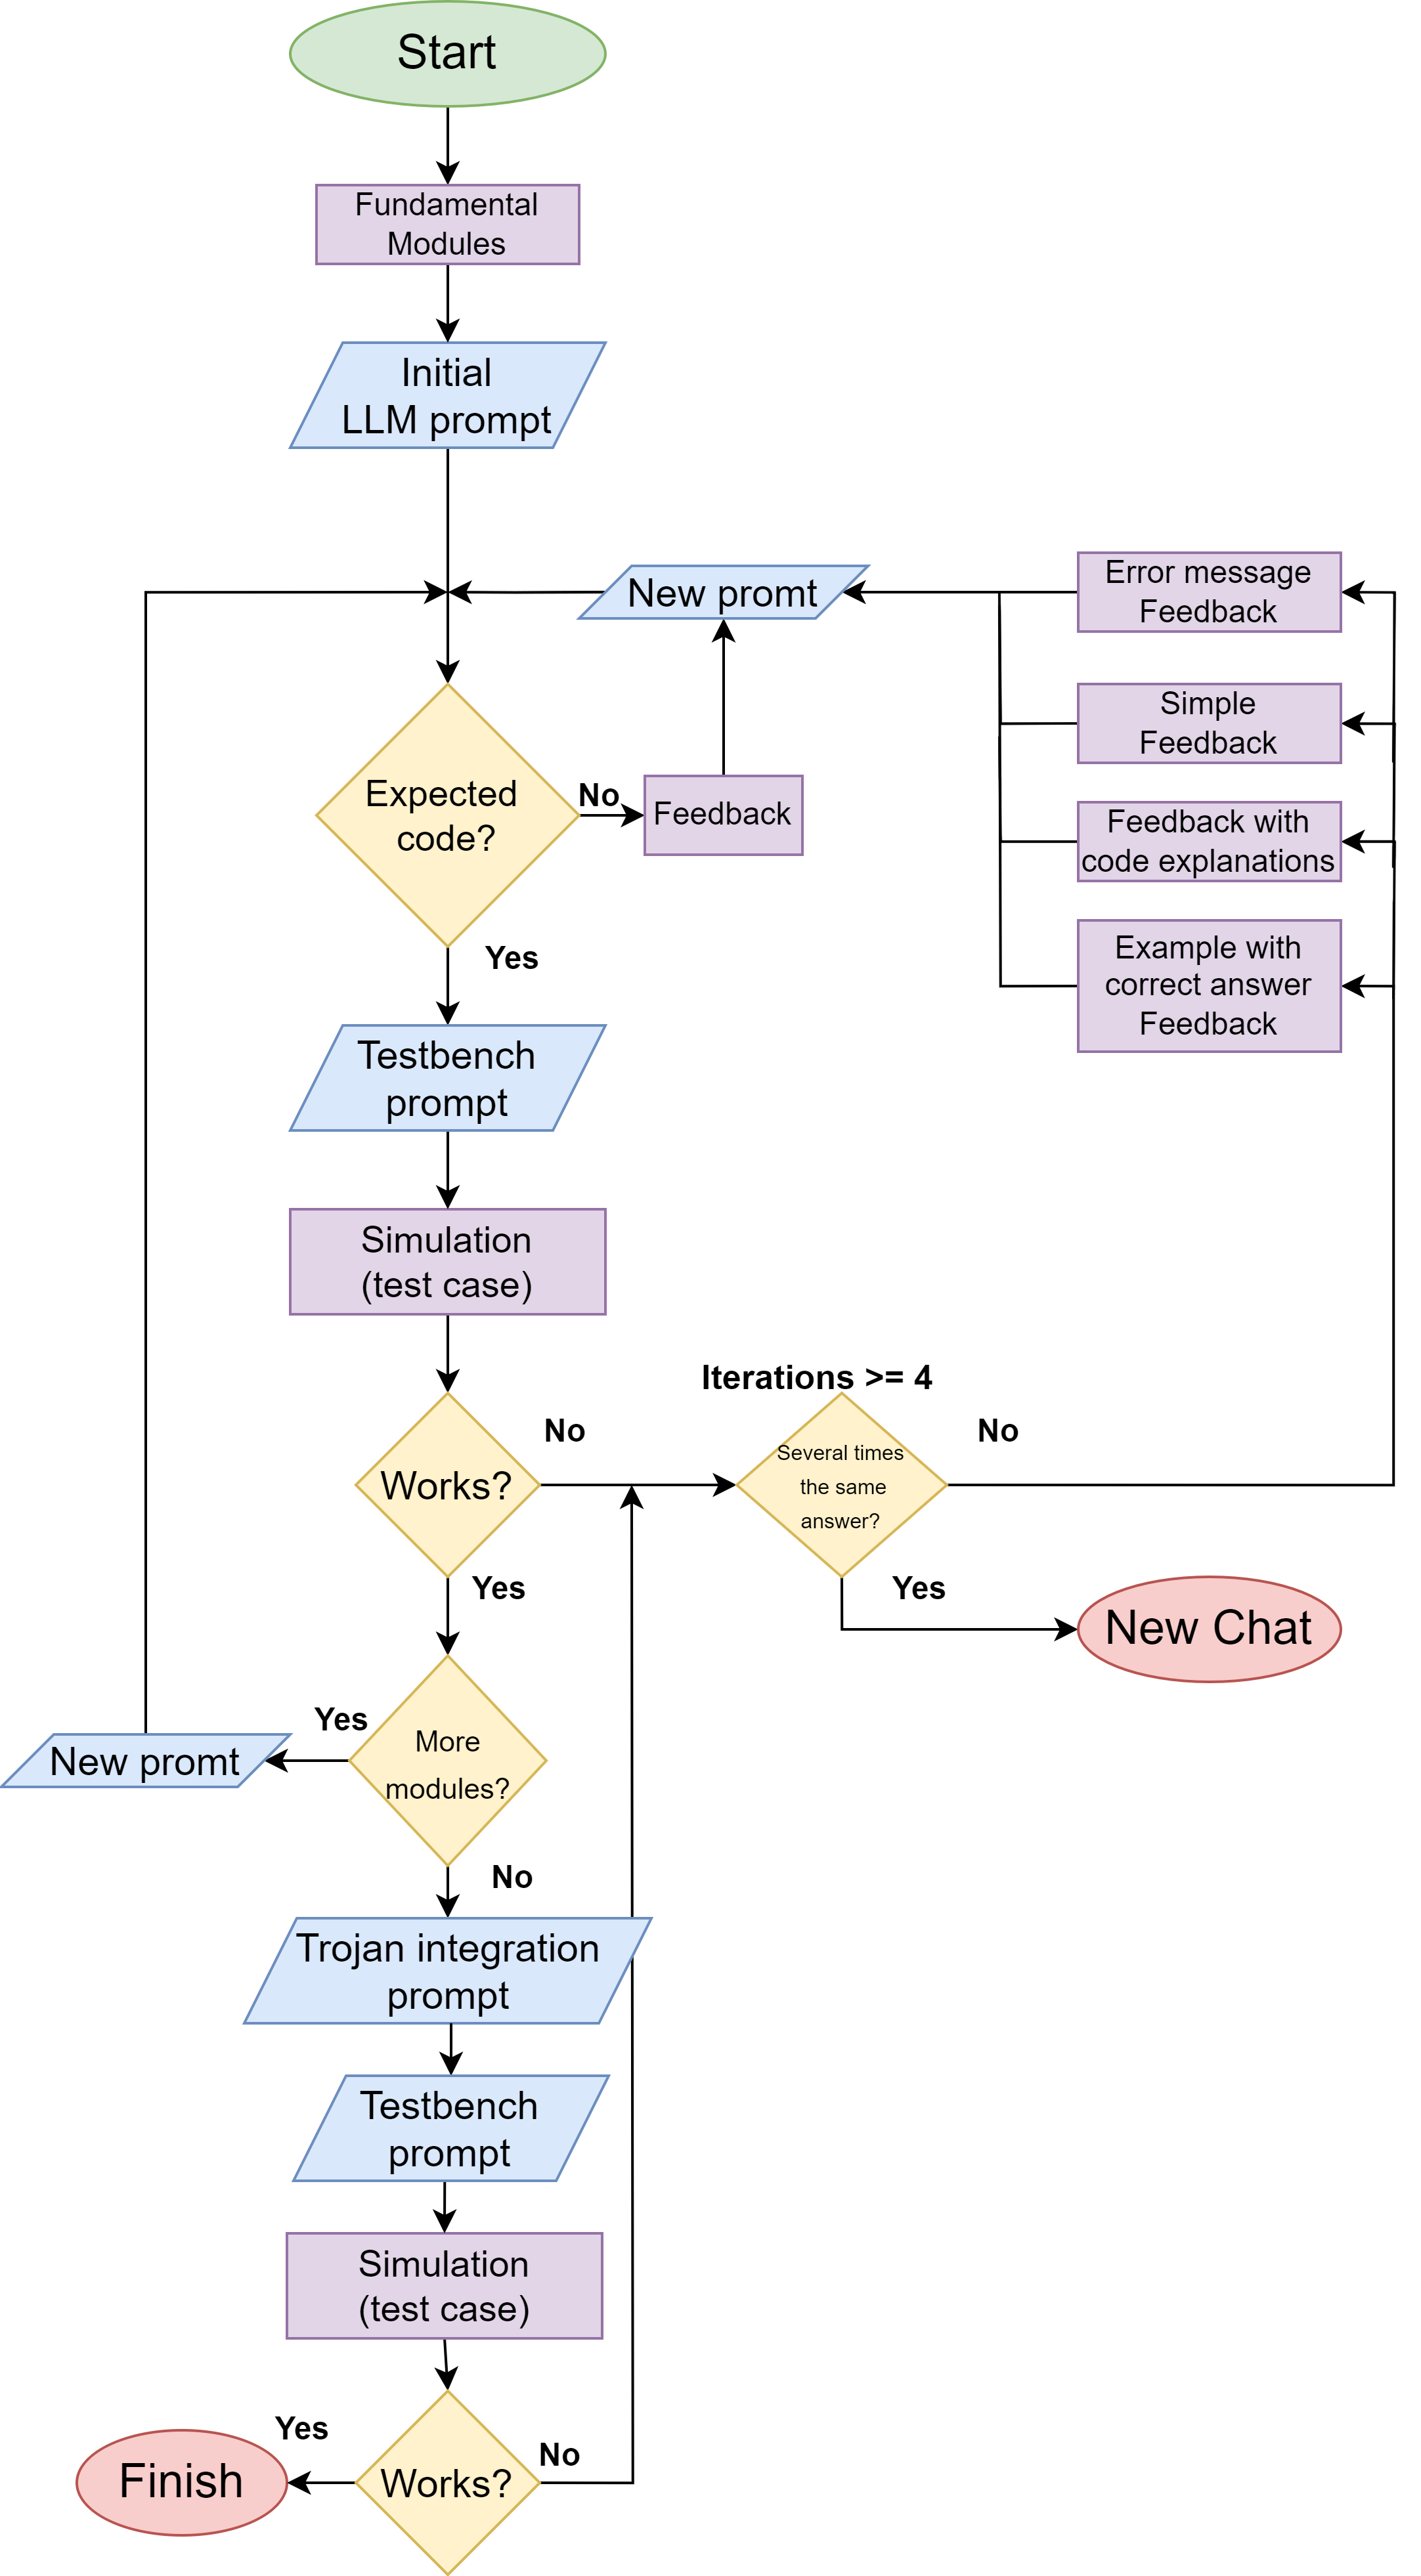 Start
Fundamental
Modules
Initial
LLM prompt
New promt
Error message
Feedback
Simple
Feedback
Feedback with
code explanations
Example with
correct answer
Feedback
Expected
code?
No
Feedback
Yes
Testbench
prompt
Simulation
(test case)
Works?
No
Iterations >= 4
Several times
the same
answer?
No
Yes
New Chat
Yes
More
modules?
Yes
New promt
No
Trojan integration
prompt
Testbench
prompt
Simulation
(test case)
Works?
Yes
Finish
No